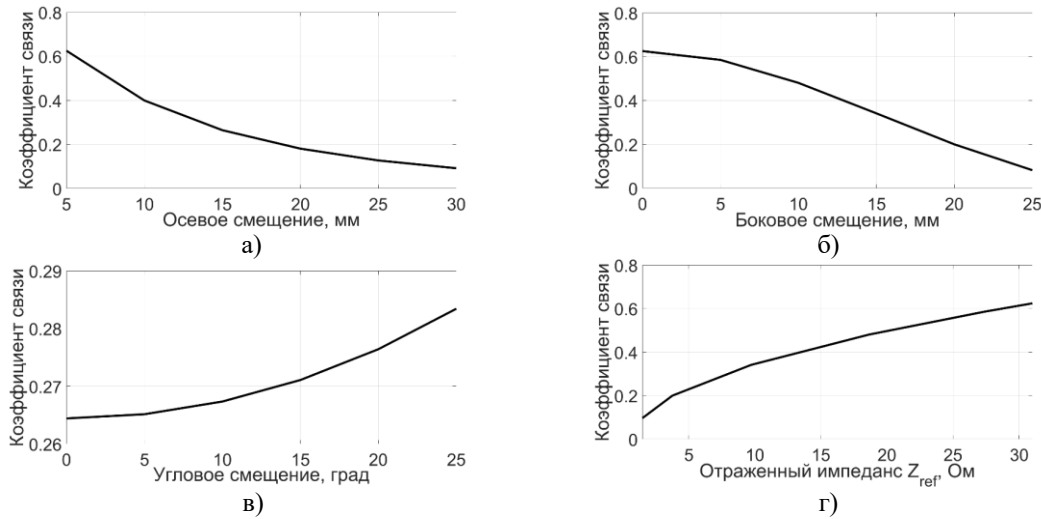 0.8
0.6
0.4
0.2
0
Коэффициент связи
5 10 15 20 25 30
Осевое смещение, мм
а)
0.8
0.6
0.4
0.2
0
Коэффициент связи
0 5 10 15 20 25
Боковое смещение, мм
б)
0.29
0.28
0.27
0.26
Коэффициент связи
0 5 10 15 20 25
Угловое смещение, град
в)
0.8
0.6
0.4
0.2
0
Коэффициент связи
5 10 15 20 25 30
Отраженный импеданс Z_ref, Ом
г)